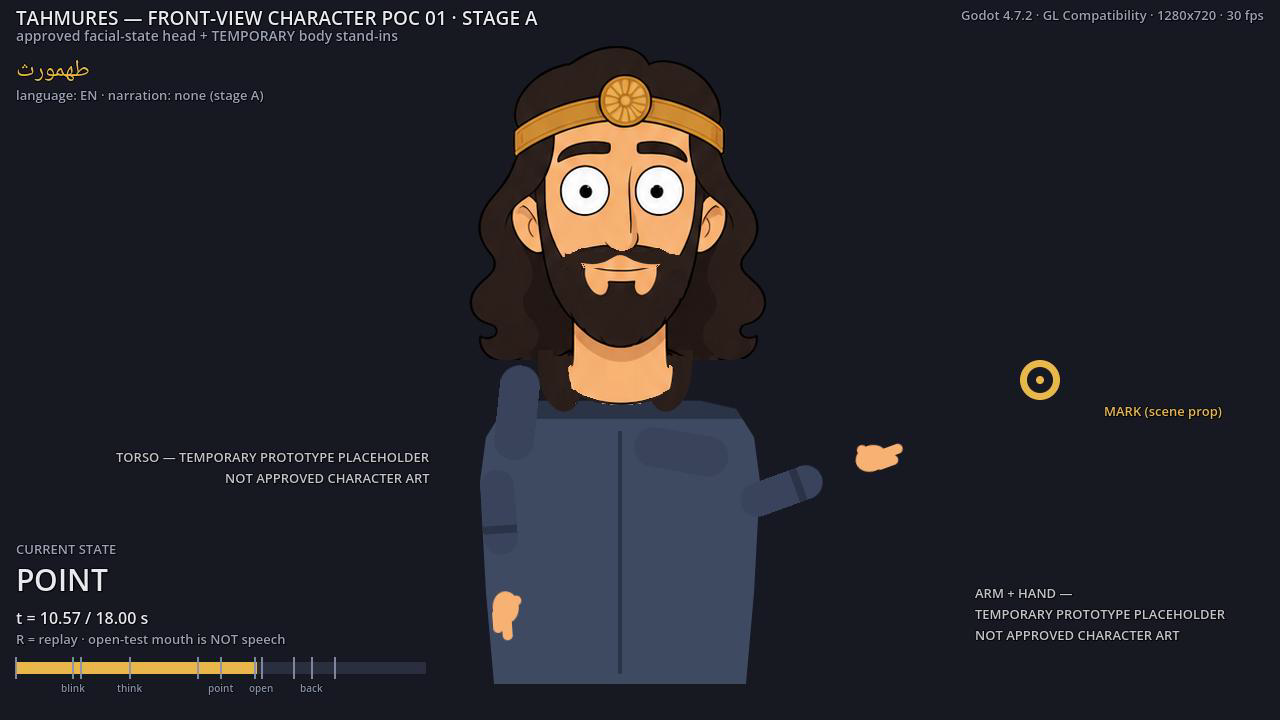 TAHMURES — FRONT-VIEW CHARACTER POC 01 · STAGE A
approved facial-state head + TEMPORARY body stand-ins
Godot 4.7.2 · GL Compatibility · 1280x720 · 30 fps
طهمورث
language: EN · narration: none (stage A)
MARK (scene prop)
TORSO — TEMPORARY PROTOTYPE PLACEHOLDER
NOT APPROVED CHARACTER ART
CURRENT STATE
POINT
t = 10.57 / 18.00 s
R = replay · open-test mouth is NOT speech
blink think point open back
ARM + HAND —
TEMPORARY PROTOTYPE PLACEHOLDER
NOT APPROVED CHARACTER ART